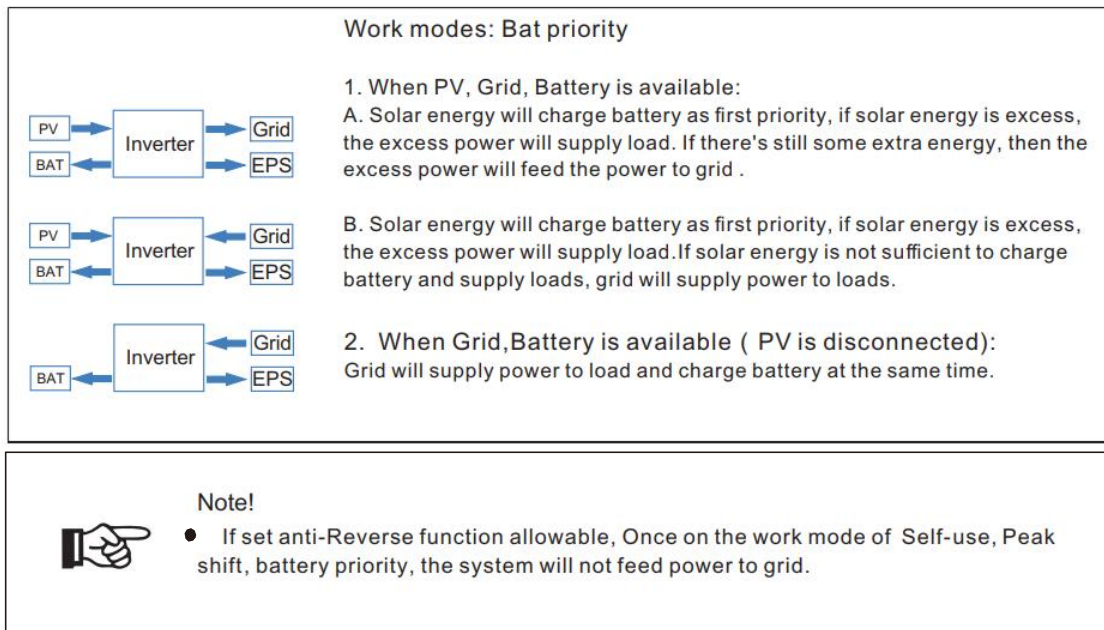 Work modes: Bat priority
1. When PV, Grid, Battery is available:
A. Solar energy will charge battery as first priority, if solar energy is excess,
the excess power will supply load. If there's still some extra energy, then the
excess power will feed the power to grid .
PV
Inverter
Grid
BAT
EPS
B. Solar energy will charge battery as first priority, if solar energy is excess,
the excess power will supply load.If solar energy is not sufficient to charge
battery and supply loads, grid will supply power to loads.
PV
Inverter
Grid
BAT
EPS
2. When Grid,Battery is available ( PV is disconnected):
Grid will supply power to load and charge battery at the same time.
Inverter
Grid
BAT
EPS
Note!
● If set anti-Reverse function allowable, Once on the work mode of Self-use, Peak
shift, battery priority, the system will not feed power to grid.